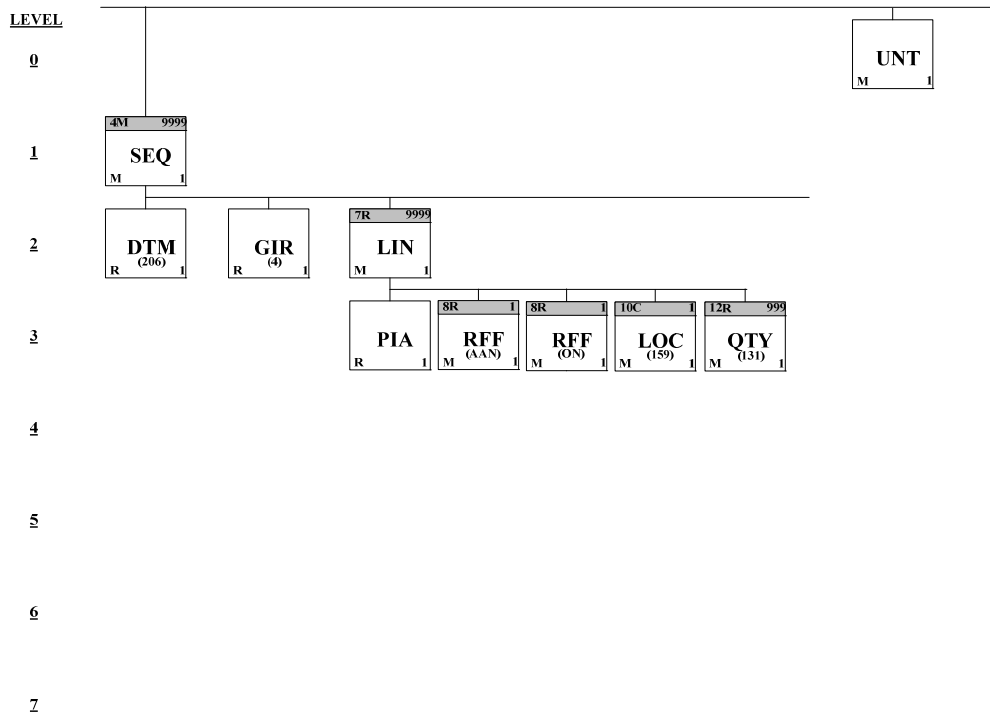 LEVEL
0
UNT
M 1
4M 9999
1
SEQ
M 1
7R 9999
2
DTM
(206)
R 1
GIR
(4)
R 1
LIN
M 1
3
PIA
R 1
8R 1
RFF
(AAN)
M 1
8R 1
RFF
(ON)
M 1
10C 1
LOC
(159)
M 1
12R 999
QTY
(131)
M 1
4
5
6
7